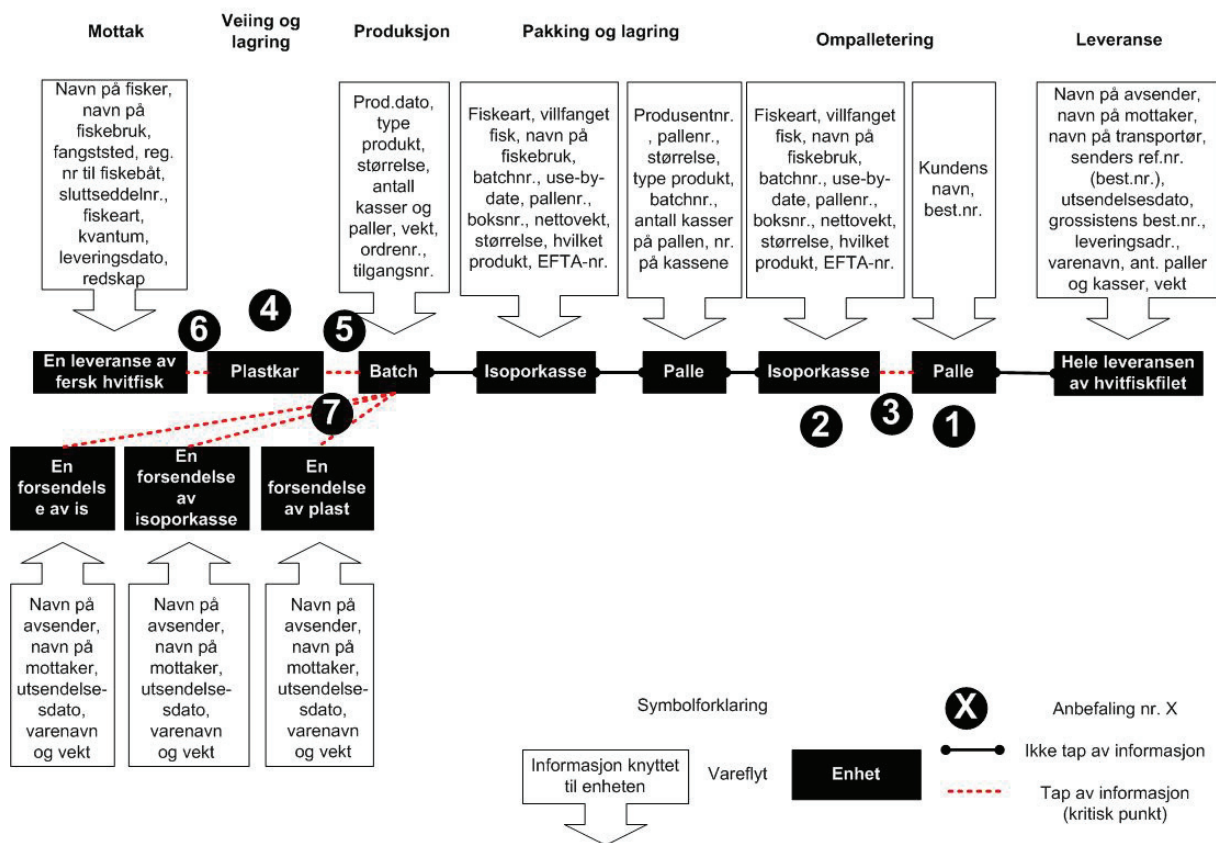 Mottak
Veiing og
lagring
Produksjon
Pakking og lagring
Ompalletering
Leveranse
Navn på fisker,
navn på
fiskebruk,
fangststed, reg.
nr til fiskebåt,
sluttseddelnr.,
fiskeart,
kvantum,
leveringsdato,
redskap
Prod.dato,
type
produkt,
størrelse,
antall
kasser og
paller, vekt,
ordrenr.,
tilgangsnr.
Fiskeart, villfanget
fisk, navn på
fiskebruk,
batchnr., use-by-
date, pallenr.,
boksnr., nettovekt,
størrelse, hvilket
produkt, EFTA-nr.
Produsentnr.
, pallenr.,
størrelse,
type produkt,
batchnr.,
antall kasser
på pallen, nr.
på kassene
Fiskeart, villfanget
fisk, navn på
fiskebruk,
batchnr., use-by-
date, pallenr.,
boksnr., nettovekt,
størrelse, hvilket
produkt, EFTA-nr.
Kundens
navn,
best.nr.
Navn på avsender,
navn på mottaker,
navn på transportør,
senders ref.nr.
(best.nr.),
utsendelsesdato,
grossistens best.nr.,
leveringsadr.,
varenavn, ant. paller
og kasser, vekt
6
4
5
En leveranse av
fersk hvitfisk
Plastkar
Batch
Isoporkasse
Palle
Isoporkasse
Palle
Hele leveransen
av hvitfiskfilet
7
2
3
1
En
forsendels
e av is
En
forsendelse
av
isoporkasse
En
forsendelse
av plast
Navn på
avsender,
navn på
mottaker,
utsendelse-
sdato,
varenavn
og vekt
Navn på
avsender,
navn på
mottaker,
utsendelse-
sdato,
varenavn
og vekt
Navn på
avsender,
navn på
mottaker,
utsendelse-
sdato,
varenavn
og vekt
Symbolforklaring
X
Anbefaling nr. X
Ikke tap av informasjon
Informasjon knyttet
til enheten
Vareflyt
Enhet
Tap av informasjon
(kritisk punkt)